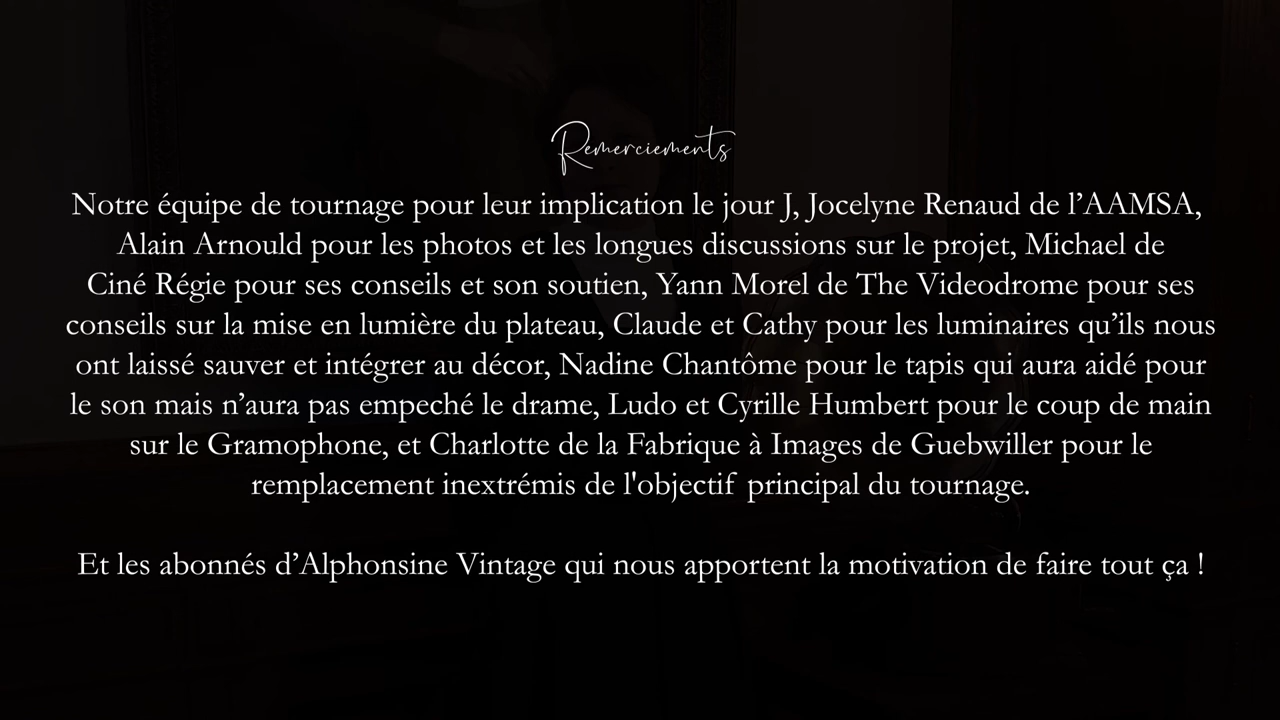 Remerciements
Notre équipe de tournage pour leur implication le jour J, Jocelyne Renaud de l’AAMSA,
Alain Arnould pour les photos et les longues discussions sur le projet, Michael de
Ciné Régie pour ses conseils et son soutien, Yann Morel de The Videodrome pour ses
conseils sur la mise en lumière du plateau, Claude et Cathy pour les luminaires qu’ils nous
ont laissé sauver et intégrer au décor, Nadine Chantôme pour le tapis qui aura aidé pour
le son mais n’aura pas empeché le drame, Ludo et Cyrille Humbert pour le coup de main
sur le Gramophone, et Charlotte de la Fabrique à Images de Guebwiller pour le
remplacement inextrémis de l'objectif principal du tournage.
Et les abonnés d’Alphonsine Vintage qui nous apportent la motivation de faire tout ça !